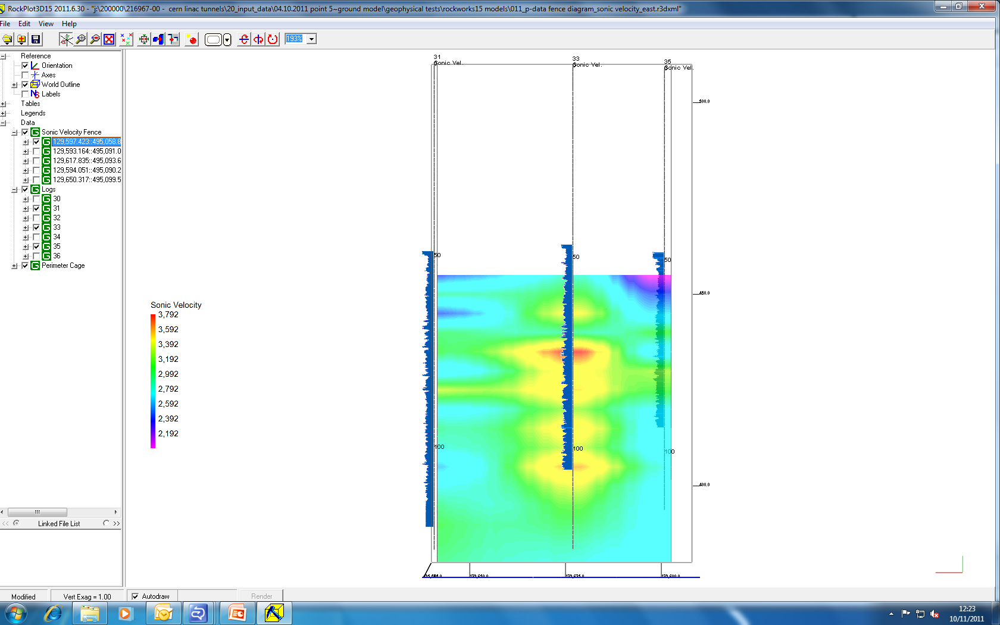 RockPlot3D15 2011.6.30 - "j:\200000\216967-00 - cern linac tunnels\20_input_data\04.10.2011 point 5~ground model\geophysical tests\rockworks15 models\011_p-data fence diagram_sonic velocity_east.r3dxml"
File Edit View Help
193%
Reference
Orientation
Axes
World Outline
Labels
Tables
Legends
Data
Sonic Velocity Fence
129,597.423::495,058.8
129,593.164::495,091.0
129,617.835::495,093.6
129,594.051::495,090.2
129,650.317::495,099.5
Logs
30
31
32
33
34
35
36
Perimeter Cage
Linked File List
Sonic Velocity
3,792
3,592
3,392
3,192
2,992
2,792
2,592
2,392
2,192
31
Sonic Vel.
33
Sonic Vel.
35
Sonic Vel.
500.0
50
50
50
450.0
100
100
100
400.0
129,650.0
129,625.0
129,600.0
Modified
Vert Exag = 1.00
Autodraw
Render
12:23
10/11/2011